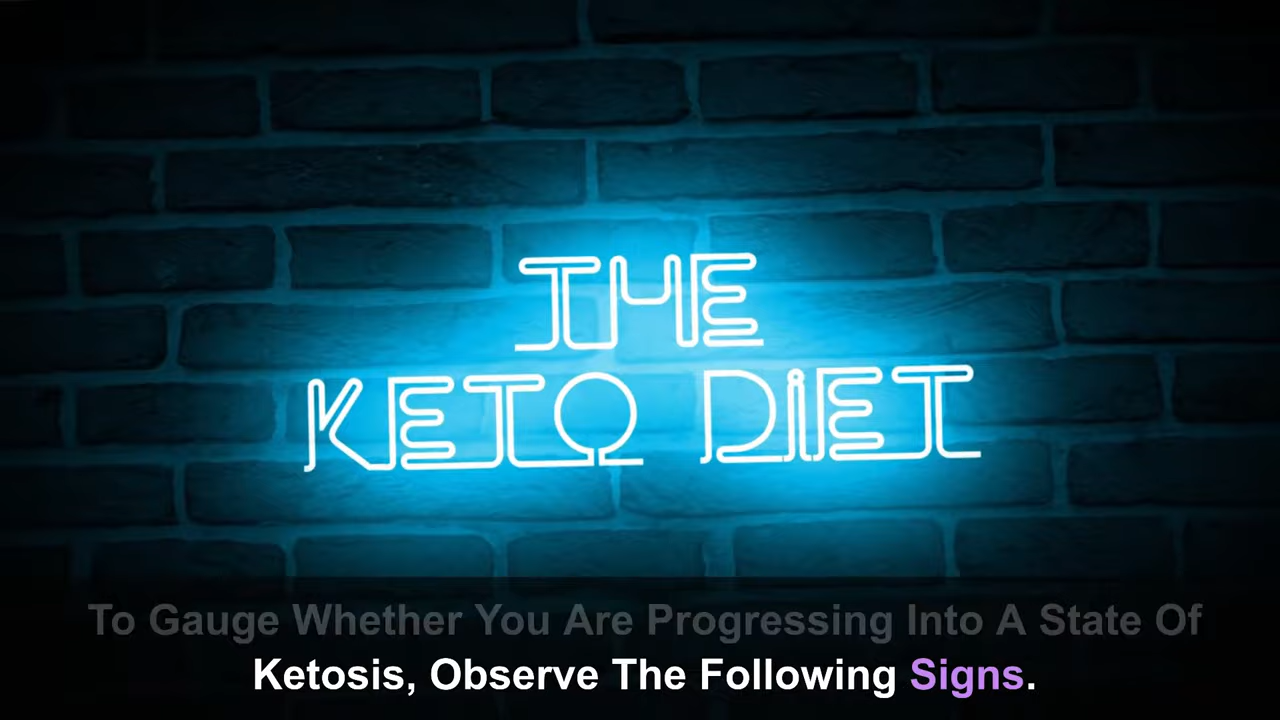 THE
KETO DIET
To Gauge Whether You Are Progressing Into A State Of
Ketosis, Observe The Following Signs.